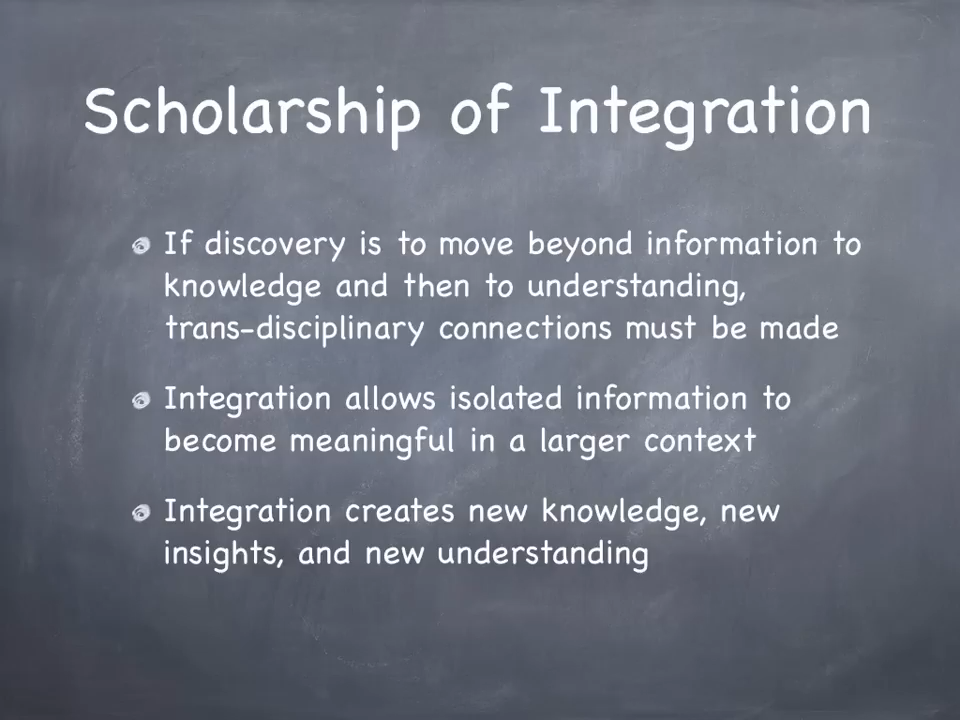 Scholarship of Integration
If discovery is to move beyond information to
knowledge and then to understanding,
trans-disciplinary connections must be made
Integration allows isolated information to
become meaningful in a larger context
Integration creates new knowledge, new
insights, and new understanding